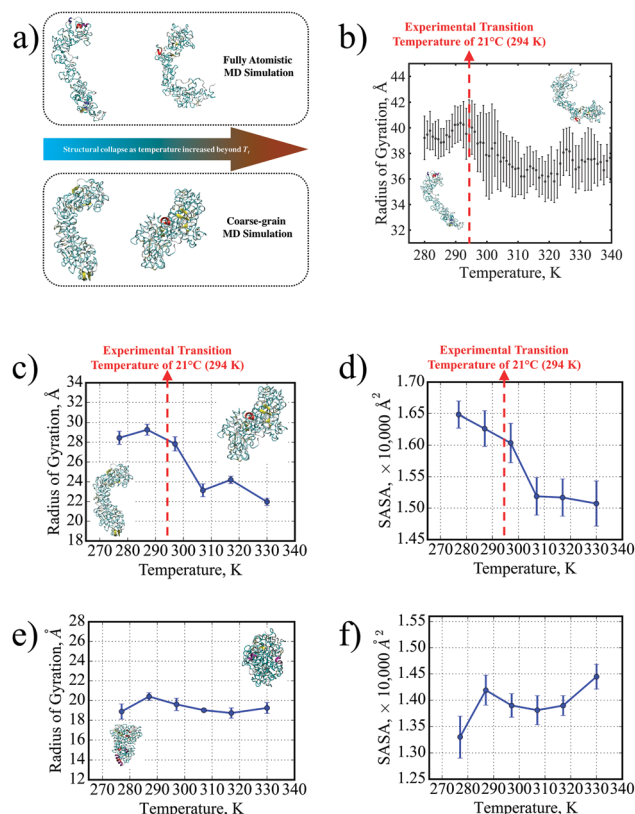 a)
Fully Atomistic
MD Simulation
Structural collapse as temperature increased beyond Tt
Coarse-grain
MD Simulation
b)
Experimental Transition
Temperature of 21°C (294 K)
Radius of Gyration, Å
44
42
40
38
36
34
32
270 280 290 300 310 320 330 340
Temperature, K
c)
Experimental Transition
Temperature of 21°C (294 K)
Radius of Gyration, Å
34
32
30
28
26
24
22
20
18
270 280 290 300 310 320 330 340
Temperature, K
d)
Experimental Transition
Temperature of 21°C (294 K)
SASA, × 10,000 Å 2
1.70
1.65
1.60
1.55
1.50
1.45
270 280 290 300 310 320 330 340
Temperature, K
e)
Radius of Gyration, Å
28
26
24
22
20
18
16
14
12
270 280 290 300 310 320 330 340
Temperature, K
f)
SASA, × 10,000 Å 2
1.55
1.50
1.45
1.40
1.35
1.30
1.25
270 280 290 300 310 320 330 340
Temperature, K